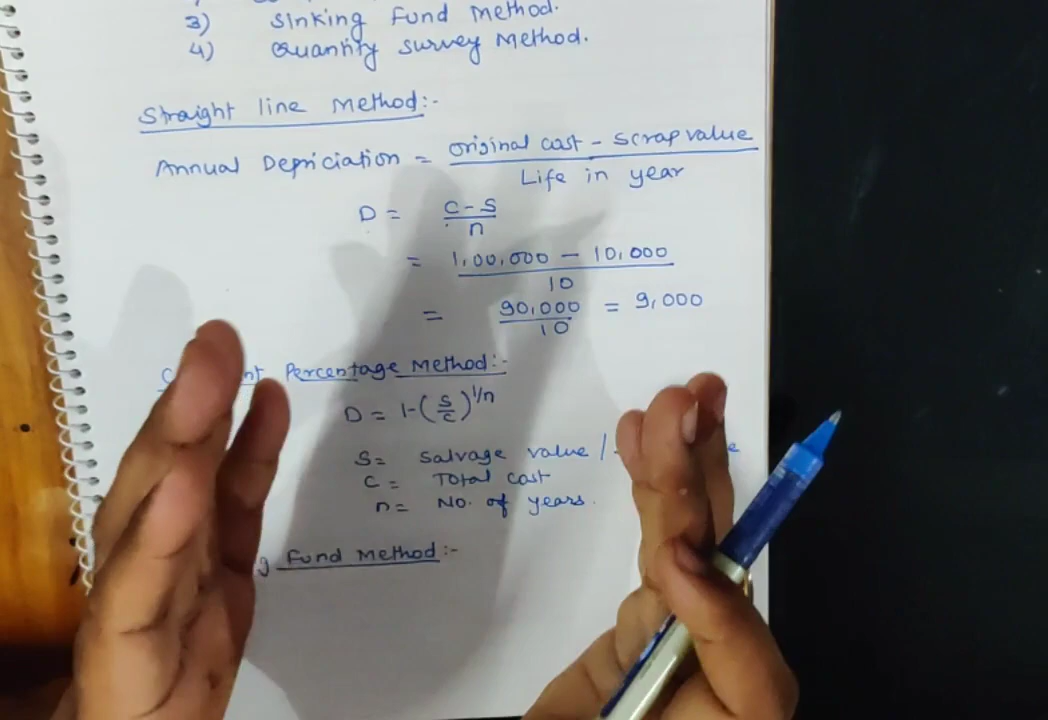 3) Sinking Fund Method.
4) Quantity survey Method.
Straight line Method:-
Annual Depriciation = original cost - scrap value / Life in year
D = C-S / n
= 1,00,000 - 10,000 / 10
= 90,000 / 10 = 9,000
Percentage Method:-
D = 1-(S/C)^1/n
S= Salvage value /
C = Total cost
n= No. of years.
Fund Method:-